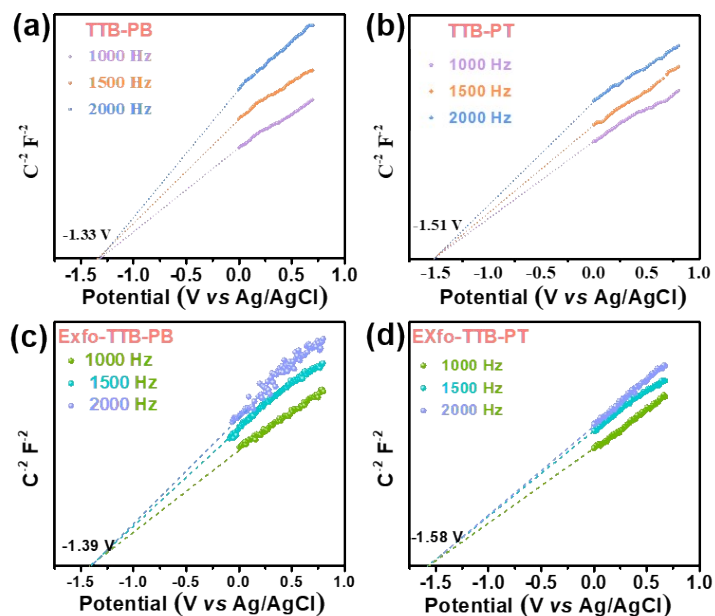 (a)
TTB-PB
1000 Hz
1500 Hz
2000 Hz
C-2 F-2
-1.33 V
-1.5 -1.0 -0.5 0.0 0.5 1.0
Potential (V vs Ag/AgCl)
(b)
TTB-PT
1000 Hz
1500 Hz
2000 Hz
C-2 F-2
-1.51 V
-1.5 -1.0 -0.5 0.0 0.5 1.0
Potential (V vs Ag/AgCl)
(c)
Exfo-TTB-PB
1000 Hz
1500 Hz
2000 Hz
C-2 F-2
-1.39 V
-1.5 -1.0 -0.5 0.0 0.5 1.0
Potential (V vs Ag/AgCl)
(d)
EXfo-TTB-PT
1000 Hz
1500 Hz
2000 Hz
C-2 F-2
-1.58 V
-1.5 -1.0 -0.5 0.0 0.5 1.0
Potential (V vs Ag/AgCl)